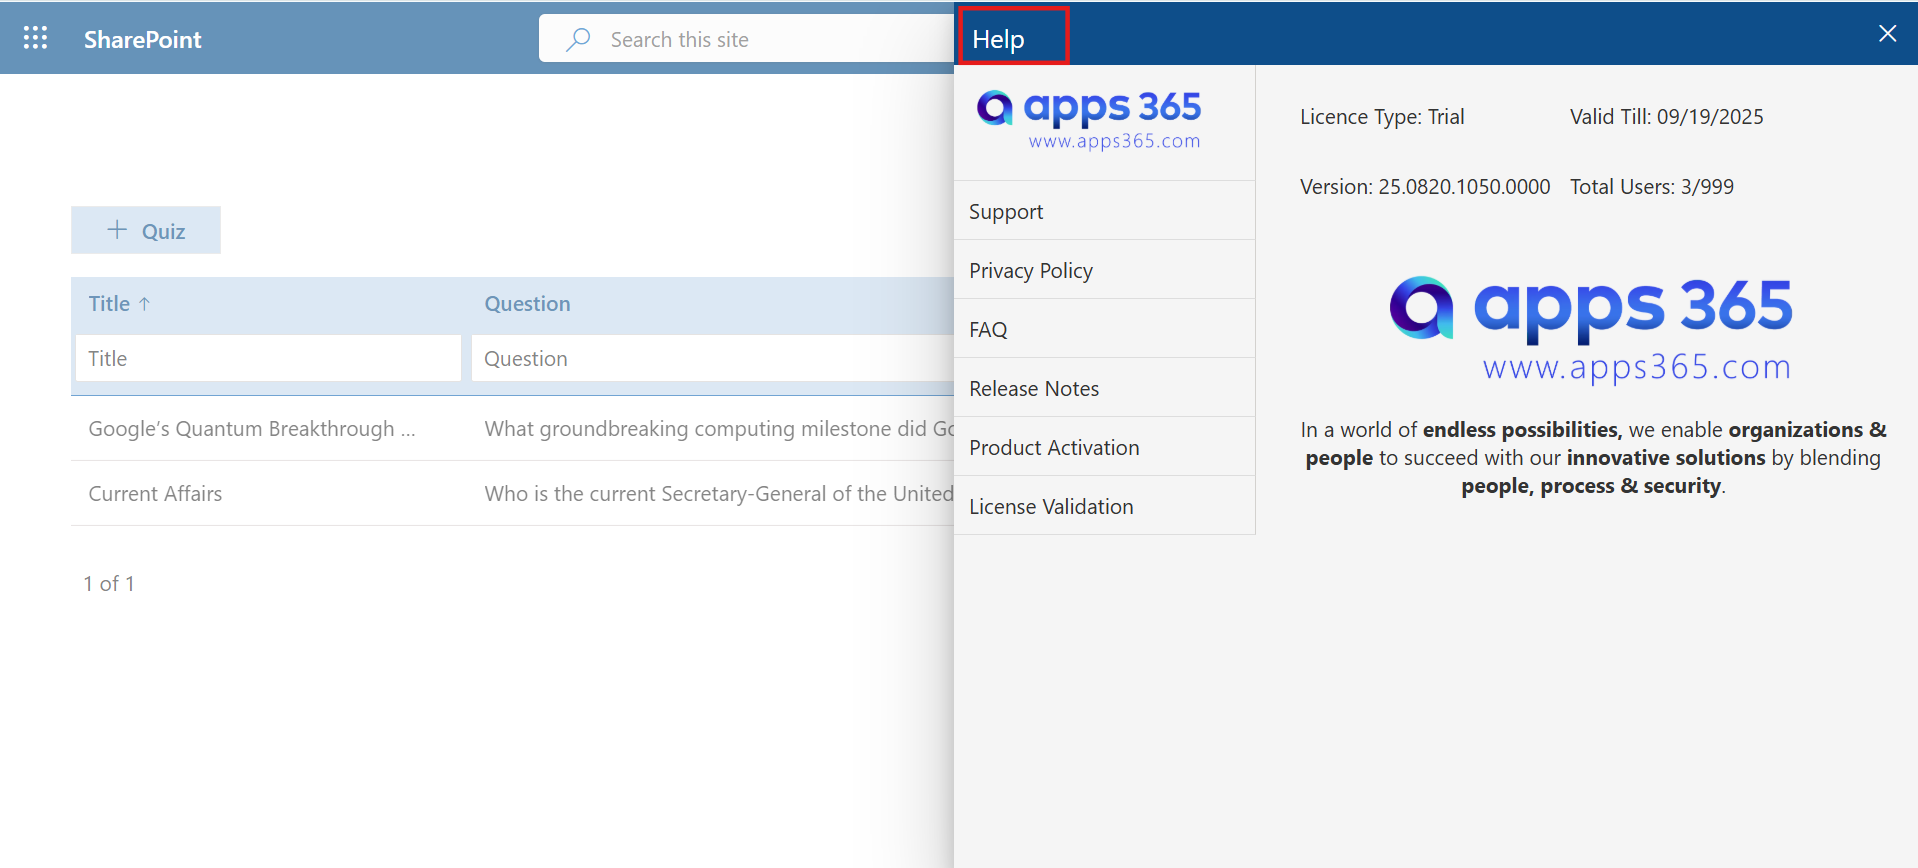 SharePoint
Search this site
Help
apps 365
www.apps365.com
Licence Type: Trial
Valid Till: 09/19/2025
Version: 25.0820.1050.0000
Total Users: 3/999
Support
Privacy Policy
FAQ
Release Notes
Product Activation
License Validation
apps 365
www.apps365.com
In a world of endless possibilities, we enable organizations &
people to succeed with our innovative solutions by blending
people, process & security.
+ Quiz
Title ↑
Question
Title
Question
Google’s Quantum Breakthrough ...
What groundbreaking computing milestone did Go
Current Affairs
Who is the current Secretary-General of the United
1 of 1